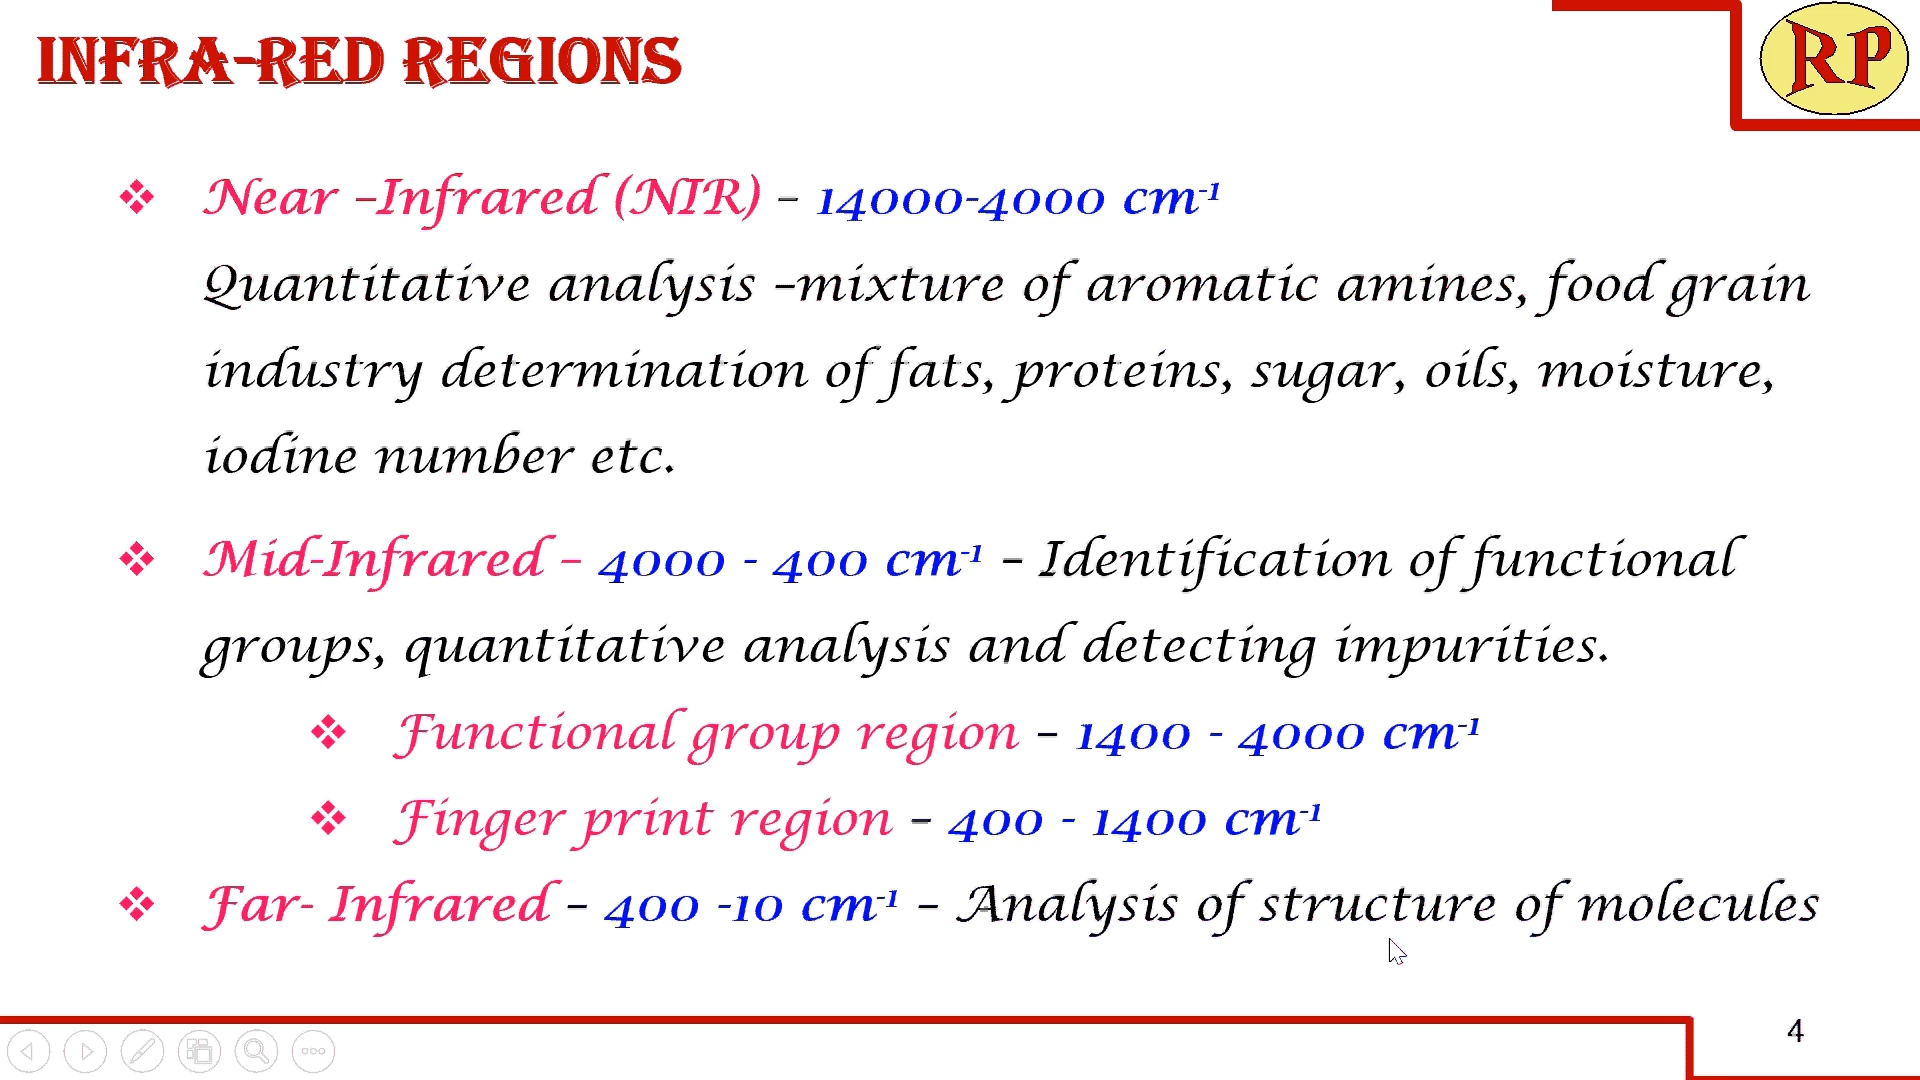 INFRA-RED REGIONS
RP
❖ Near –Infrared (NIR) – 14000-4000 cm⁻¹
Quantitative analysis –mixture of aromatic amines, food grain
industry determination of fats, proteins, sugar, oils, moisture,
iodine number etc.
❖ Mid-Infrared – 4000 - 400 cm⁻¹ – Identification of functional
groups, quantitative analysis and detecting impurities.
❖ Functional group region – 1400 - 4000 cm⁻¹
❖ Finger print region – 400 - 1400 cm⁻¹
❖ Far- Infrared – 400 -10 cm⁻¹ – Analysis of structure of molecules
4